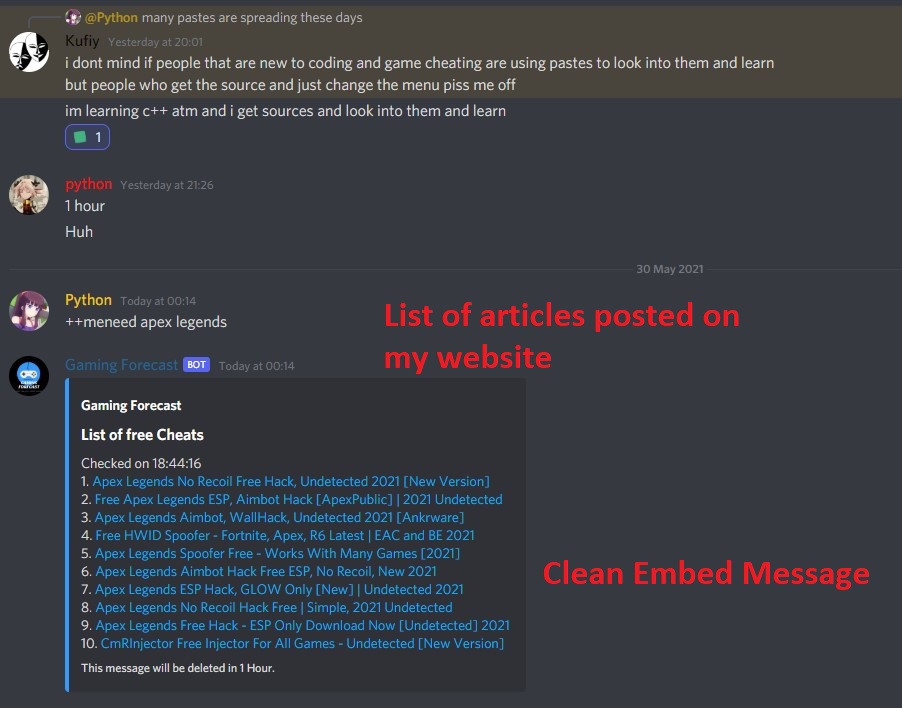 @Python many pastes are spreading these days
Kufiy Yesterday at 20:01
i dont mind if people that are new to coding and game cheating are using pastes to look into them and learn
but people who get the source and just change the menu piss me off
im learning c++ atm and i get sources and look into them and learn
1
python Yesterday at 21:26
1 hour
Huh
30 May 2021
Python Today at 00:14
++meneed apex legends
List of articles posted on
my website
Gaming Forecast BOT Today at 00:14
Gaming Forecast
List of free Cheats
Checked on 18:44:16
1. Apex Legends No Recoil Free Hack, Undetected 2021 [New Version]
2. Free Apex Legends ESP, Aimbot Hack [ApexPublic] | 2021 Undetected
3. Apex Legends Aimbot, WallHack, Undetected 2021 [Ankrware]
4. Free HWID Spoofer - Fortnite, Apex, R6 Latest | EAC and BE 2021
5. Apex Legends Spoofer Free - Works With Many Games [2021]
6. Apex Legends Aimbot Hack Free ESP, No Recoil, New 2021
7. Apex Legends ESP Hack, GLOW Only [New] | Undetected 2021
8. Apex Legends No Recoil Hack Free | Simple, 2021 Undetected
9. Apex Legends Free Hack - ESP Only Download Now [Undetected] 2021
10. CmRInjector Free Injector For All Games - Undetected [New Version]
This message will be deleted in 1 Hour.
Clean Embed Message